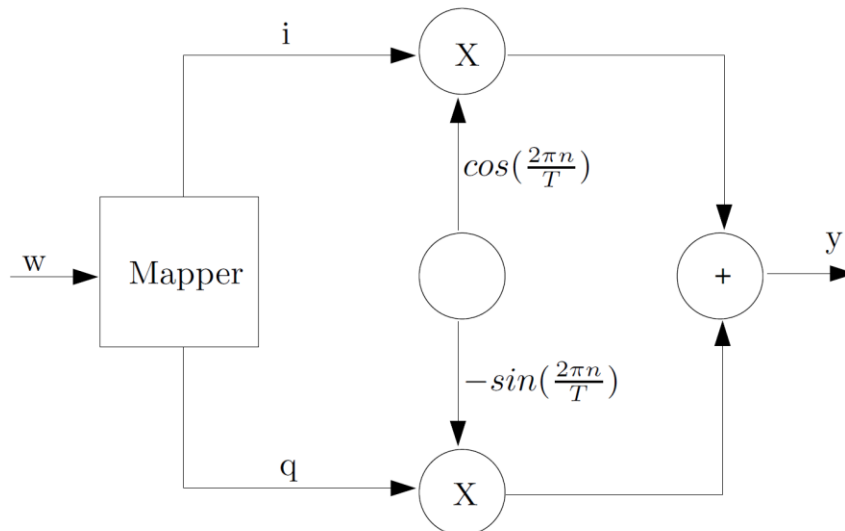 i
X
cos(2πn/T)
w
Mapper
+
y
-sin(2πn/T)
q
X